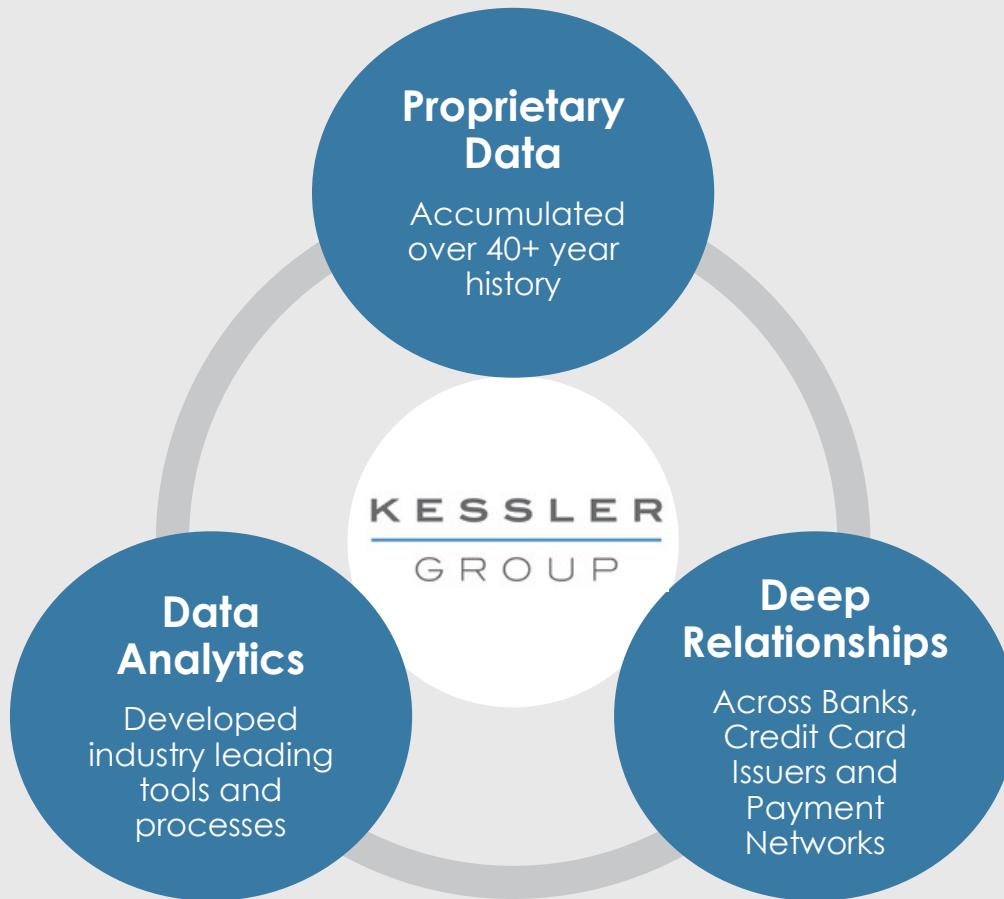 Proprietary
Data
Accumulated
over 40+ year
history
KESSLER
GROUP
Data
Analytics
Developed
industry leading
tools and
processes
Deep
Relationships
Across Banks,
Credit Card
Issuers and
Payment
Networks